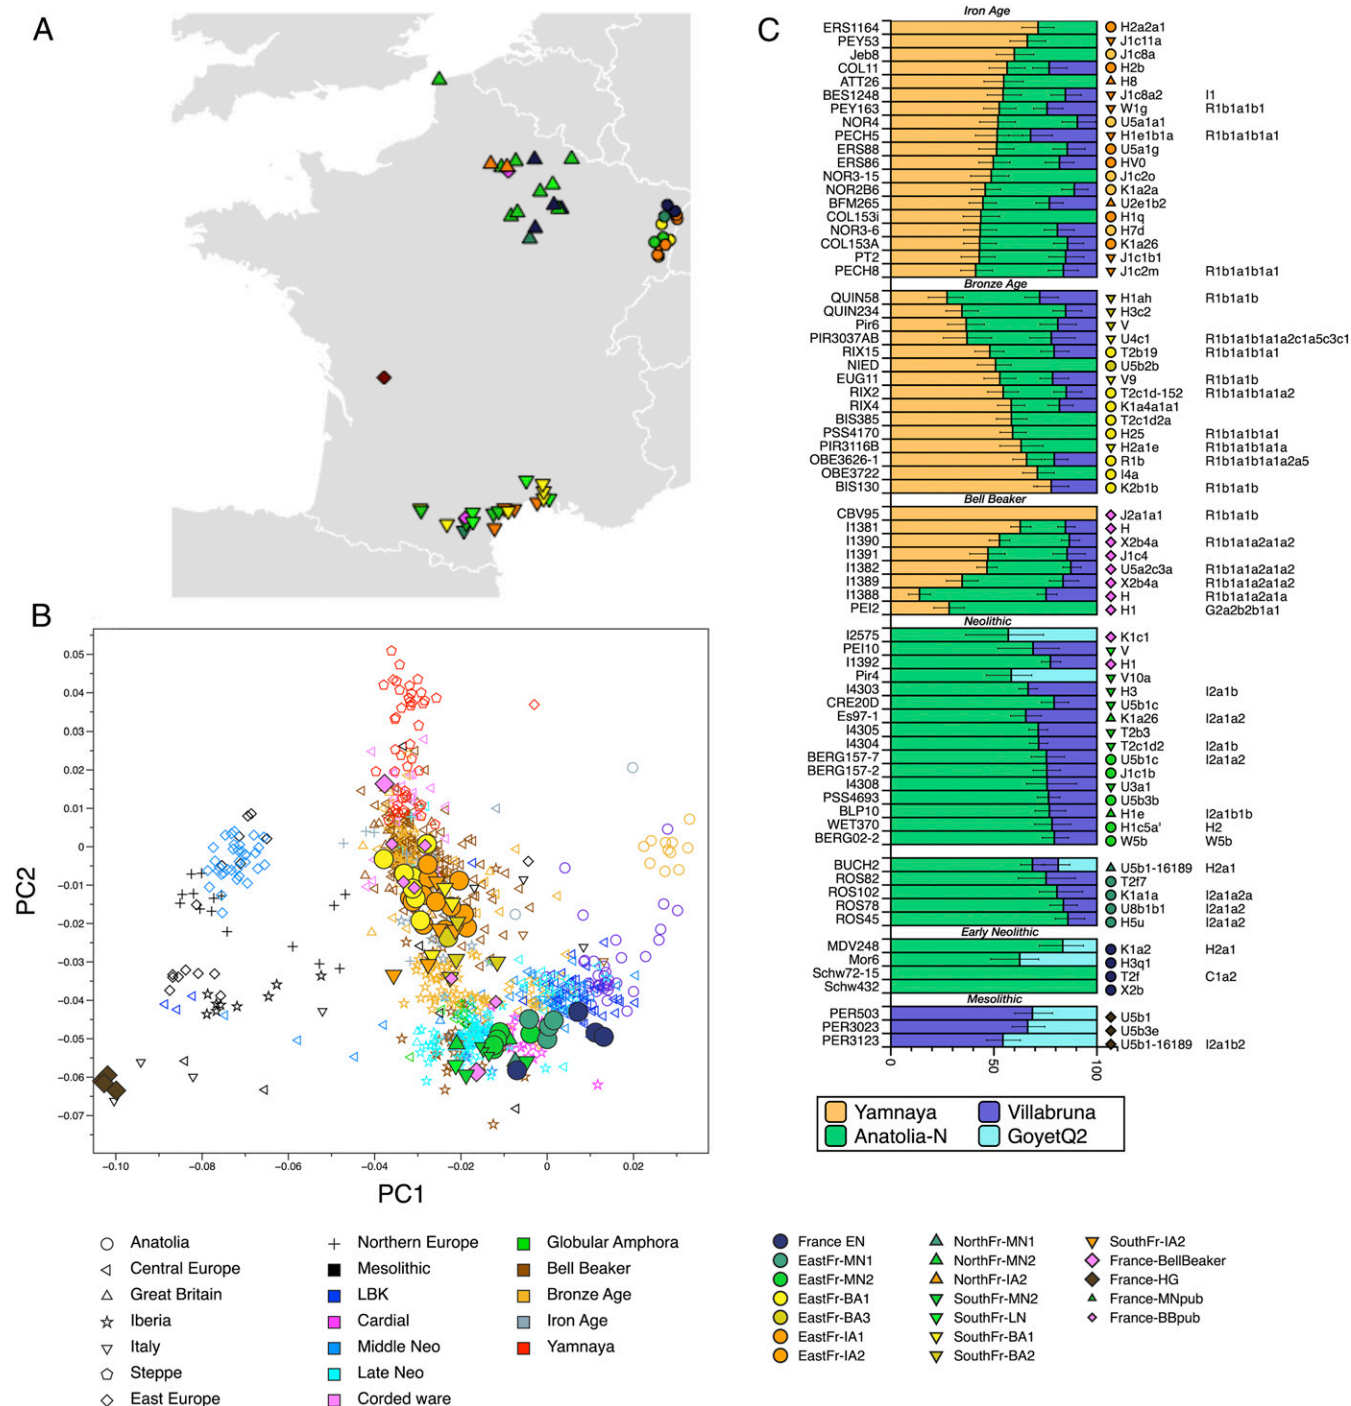 A
B
0.05
0.04
0.03
0.02
0.01
0
−0.01
−0.02
−0.03
−0.04
−0.05
−0.06
−0.07
PC2
−0.10
−0.08
−0.06
−0.04
−0.02
0
0.02
PC1
C
Iron Age
ERS1164 H2a2a1
PEY53 J1c11a
Jeb8 J1c8a
COL11 H2b
ATT26 H8
BES1248 J1c8a2 I1
PEY163 W1g R1b1a1b1
NOR4 U5a1a1
PECH5 H1e1b1a R1b1a1b1a1
ERS88 U5a1g
ERS86 HV0
NOR3-15 J1c2o
NOR2B6 K1a2a
BFM265 U2e1b2
COL153i H1q
NOR3-6 H7d
COL153A K1a26
PT2 J1c1b1
PECH8 J1c2m R1b1a1b1a1
Bronze Age
QUIN58 H1ah R1b1a1b
QUIN234 H3c2
Pir6 V
PIR3037AB U4c1 R1b1a1b1a1a2c1a5c3c1
RIX15 T2b19 R1b1a1b1a1
NIED U5b2b
EUG11 V9 R1b1a1b
RIX2 T2c1d-152 R1b1a1b1a1a2
RIX4 K1a4a1a1
BIS385 T2c1d2a
PSS4170 H25 R1b1a1b1a1
PIR3116B H2a1e R1b1a1b1a1a
OBE3626-1 R1b R1b1a1b1a1a2a5
OBE3722 I4a
BIS130 K2b1b R1b1a1b
Bell Beaker
CBV95 J2a1a1 R1b1a1b
I1381 H
I1390 X2b4a R1b1a1a2a1a2
I1391 J1c4
I1382 U5a2c3a R1b1a1a2a1a2
I1389 X2b4a R1b1a1a2a1a2
I1388 H R1b1a1a2a1a
PEI2 H1 G2a2b2b1a1
Neolithic
I2575 K1c1
PEI10 V
I1392 H1
Pir4 V10a
I4303 H3 I2a1b
CRE20D U5b1c
Es97-1 K1a26 I2a1a2
I4305 T2b3
I4304 T2c1d2 I2a1b
BERG157-7 U5b1c I2a1a2
BERG157-2 J1c1b
I4308 U3a1
PSS4693 U5b3b
BLP10 H1e I2a1b1b
WET370 H1c5a' H2
BERG02-2 W5b W5b
BUCH2 U5b1-16189 H2a1
ROS82 T2f7
ROS102 K1a1a I2a1a2a
ROS78 U8b1b1 I2a1a2
ROS45 H5u I2a1a2
Early Neolithic
MDV248 K1a2 H2a1
Mor6 H3q1
Schw72-15 T2f C1a2
Schw432 X2b
Mesolithic
PER503 U5b1
PER3023 U5b3e
PER3123 U5b1-16189 I2a1b2
0 50 100
Yamnaya Villabruna
Anatolia-N GoyetQ2
Anatolia
Central Europe
Great Britain
Iberia
Italy
Steppe
East Europe
Northern Europe
Mesolithic
LBK
Cardial
Middle Neo
Late Neo
Corded ware
Globular Amphora
Bell Beaker
Bronze Age
Iron Age
Yamnaya
France EN
EastFr-MN1
EastFr-MN2
EastFr-BA1
EastFr-BA3
EastFr-IA1
EastFr-IA2
NorthFr-MN1
NorthFr-MN2
NorthFr-IA2
SouthFr-MN2
SouthFr-LN
SouthFr-BA1
SouthFr-BA2
SouthFr-IA2
France-BellBeaker
France-HG
France-MNpub
France-BBpub